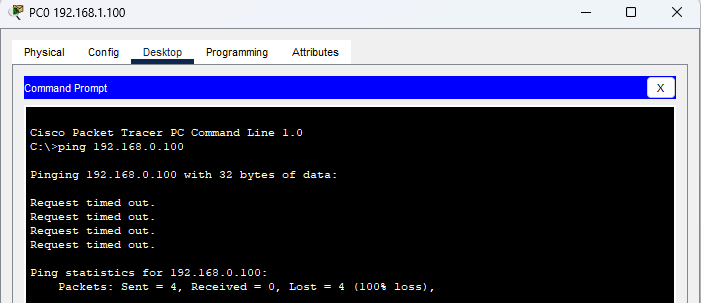 PC0 192.168.1.100
Physical Config Desktop Programming Attributes
Command Prompt
X
Cisco Packet Tracer PC Command Line 1.0
C:\>ping 192.168.0.100
Pinging 192.168.0.100 with 32 bytes of data:
Request timed out.
Request timed out.
Request timed out.
Request timed out.
Ping statistics for 192.168.0.100:
    Packets: Sent = 4, Received = 0, Lost = 4 (100% loss),